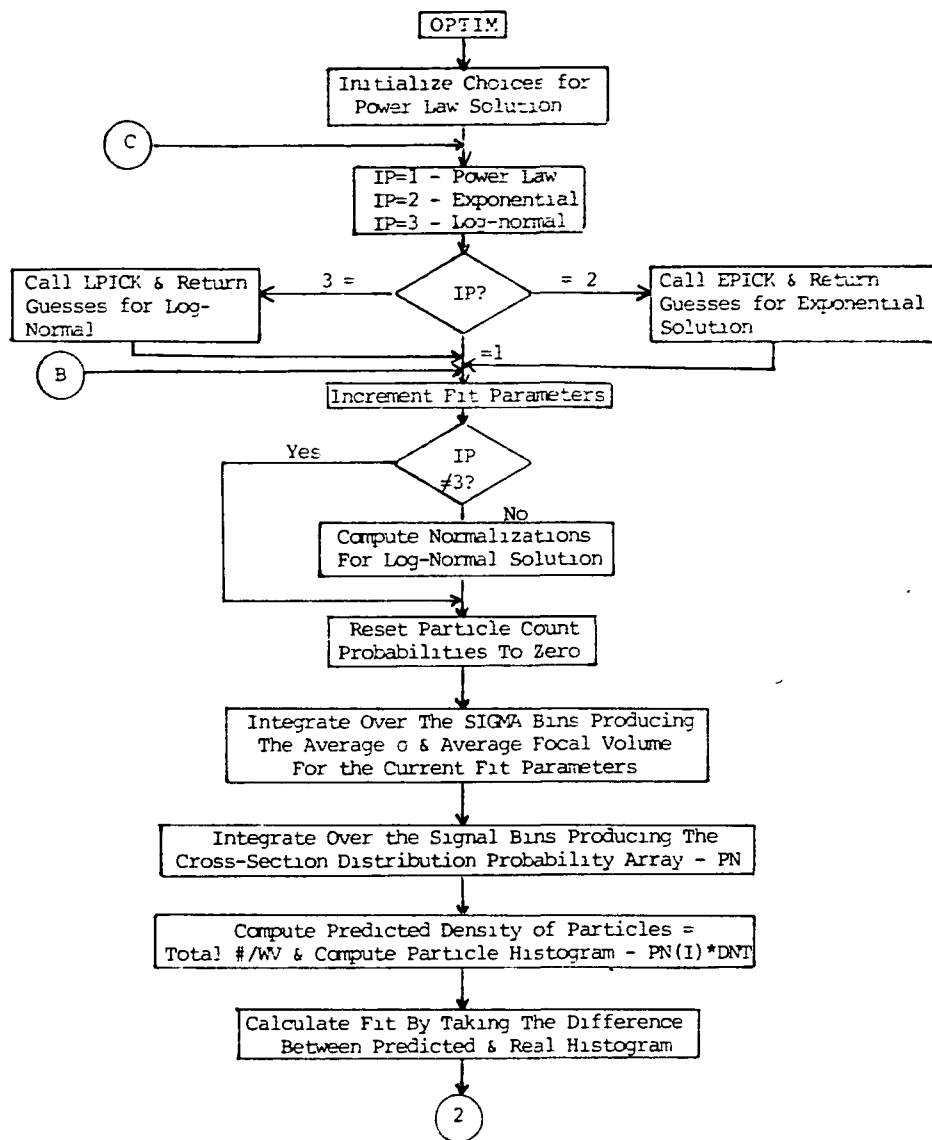 OPTIM
Initialize Choices for
Power Law Solution
C
IP=1 - Power Law
IP=2 - Exponential
IP=3 - Log-normal
Call LPICK & Return
Guesses for Log-
Normal
3 =
IP?
= 2
Call EPICK & Return
Guesses for Exponential
Solution
=1
B
Increment Fit Parameters
Yes
IP
≠3?
No
Compute Normalizations
For Log-Normal Solution
Reset Particle Count
Probabilities To Zero
Integrate Over The SIGMA Bins Producing
The Average σ & Average Focal Volume
For the Current Fit Parameters
Integrate Over the Signal Bins Producing The
Cross-Section Distribution Probability Array - PN
Compute Predicted Density of Particles =
Total #/WV & Compute Particle Histogram - PN(I)*DNT
Calculate Fit By Taking The Difference
Between Predicted & Real Histogram
2